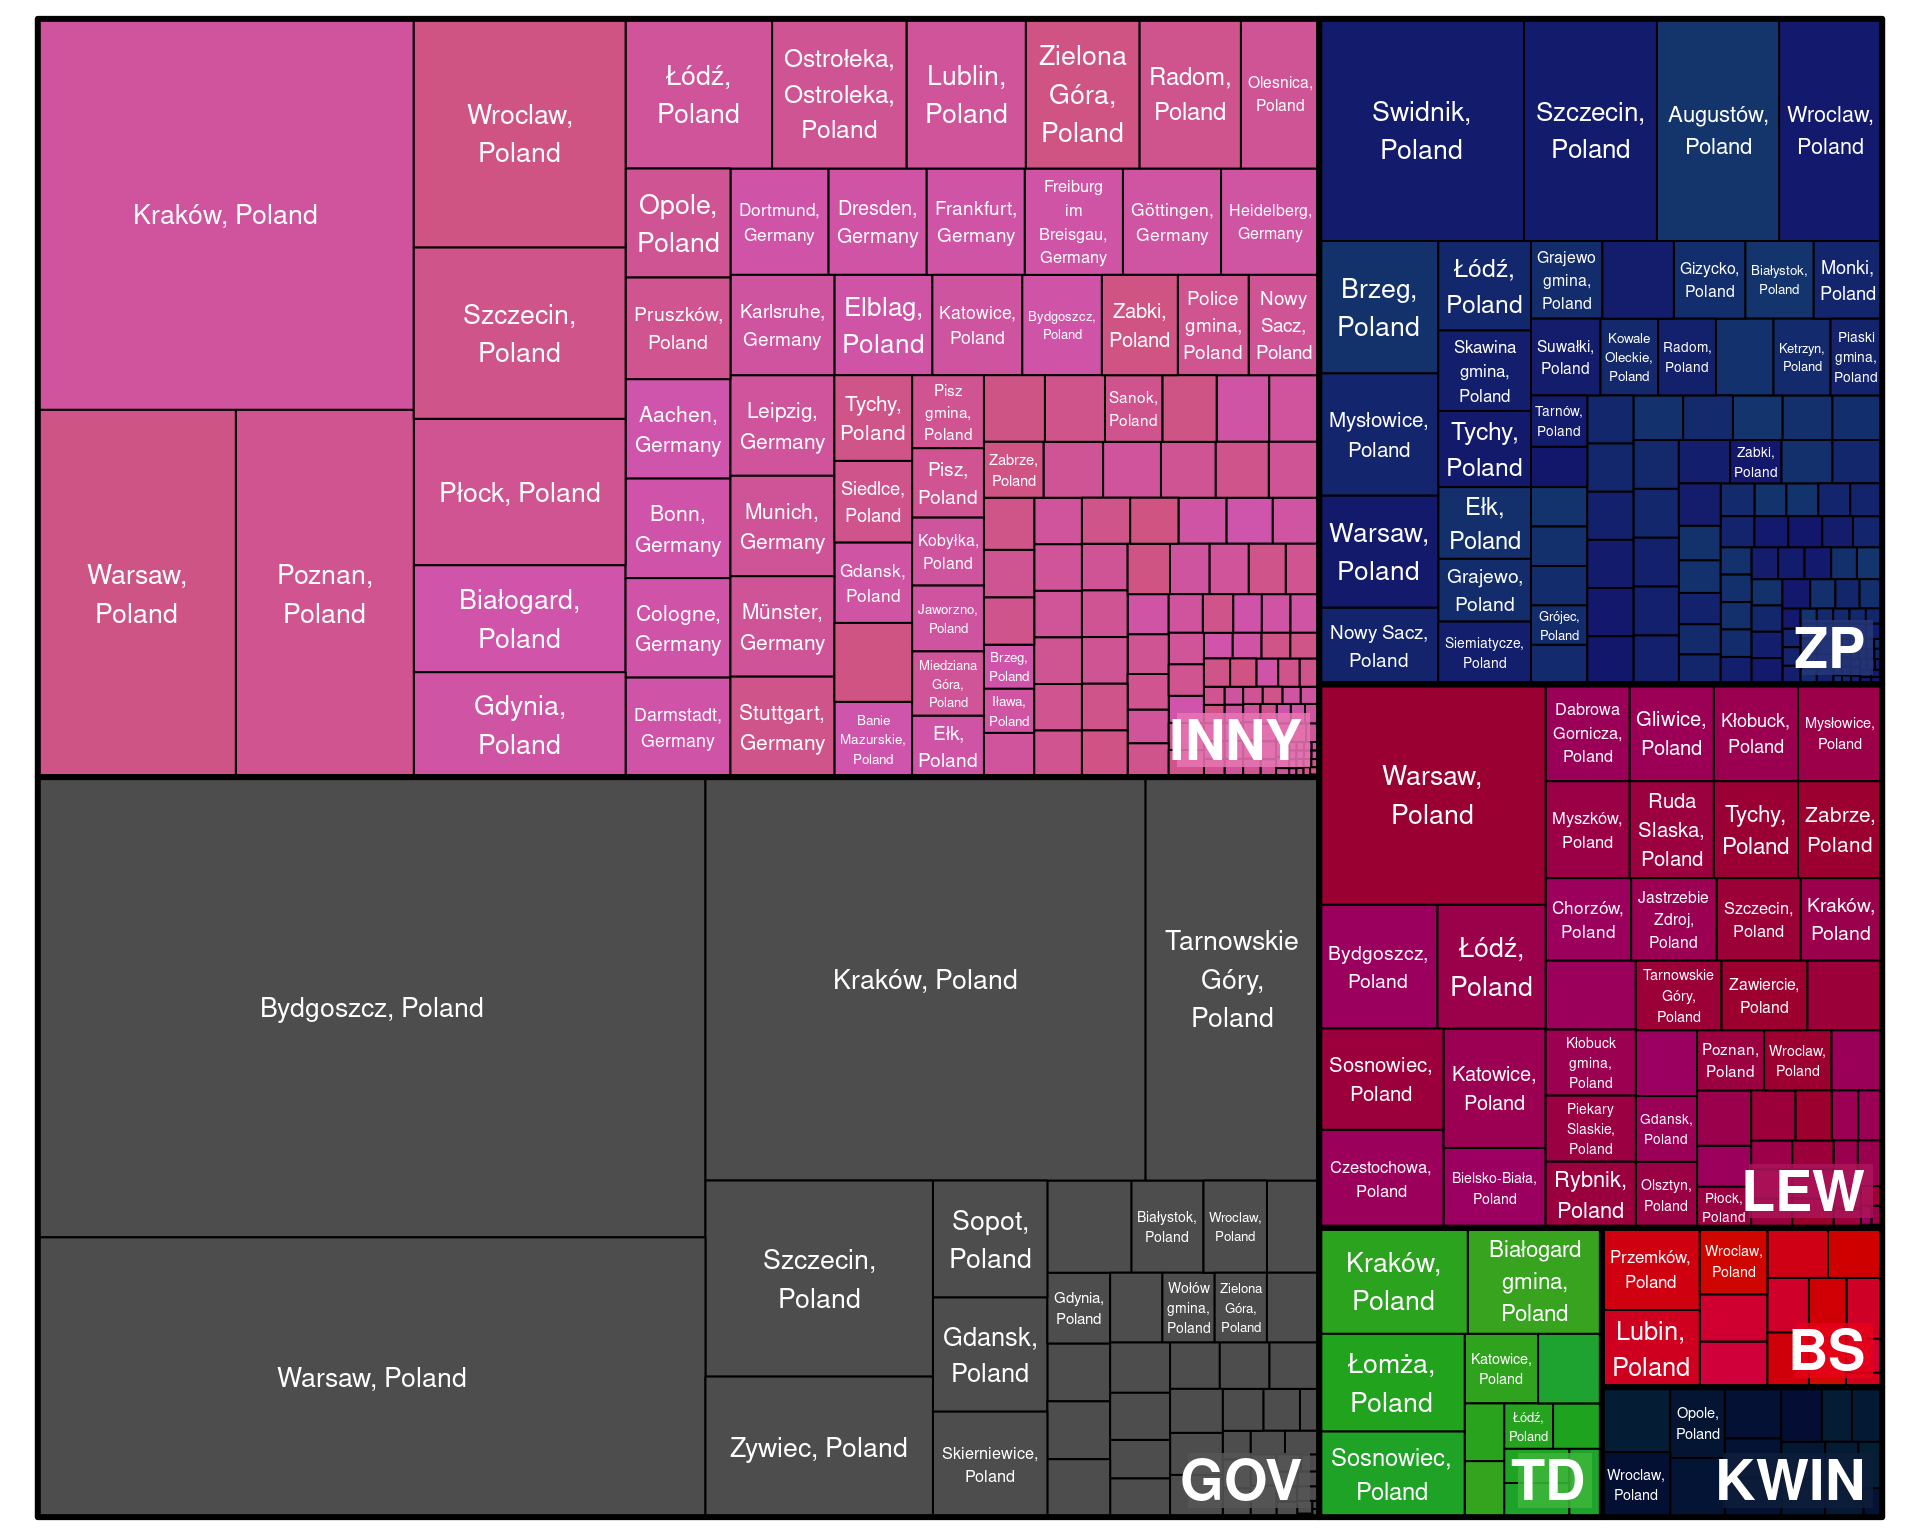 Kraków, Poland
Warsaw,
Poland
Poznan,
Poland
Wroclaw,
Poland
Szczecin,
Poland
Płock, Poland
Białogard,
Poland
Gdynia,
Poland
Łódź,
Poland
Ostrołeka,
Ostroleka,
Poland
Lublin,
Poland
Zielona
Góra,
Poland
Radom,
Poland
Olesnica,
Poland
Opole,
Poland
Dortmund,
Germany
Dresden,
Germany
Frankfurt,
Germany
Freiburg
im
Breisgau,
Germany
Göttingen,
Germany
Heidelberg,
Germany
Pruszków,
Poland
Karlsruhe,
Germany
Elblag,
Poland
Katowice,
Poland
Bydgoszcz,
Poland
Zabki,
Poland
Police
gmina,
Poland
Nowy
Sacz,
Poland
Aachen,
Germany
Leipzig,
Germany
Tychy,
Poland
Pisz
gmina,
Poland
Sanok,
Poland
Bonn,
Germany
Munich,
Germany
Siedlce,
Poland
Pisz,
Poland
Zabrze,
Poland
Gdansk,
Poland
Kobyłka,
Poland
Cologne,
Germany
Münster,
Germany
Jaworzno,
Poland
Miedziana
Góra,
Poland
Brzeg,
Poland
Iława,
Poland
Darmstadt,
Germany
Stuttgart,
Germany
Banie
Mazurskie,
Poland
Ełk,
Poland
INNY
Bydgoszcz, Poland
Warsaw, Poland
Kraków, Poland
Tarnowskie
Góry,
Poland
Szczecin,
Poland
Zywiec, Poland
Sopot,
Poland
Gdansk,
Poland
Skierniewice,
Poland
Białystok,
Poland
Wroclaw,
Poland
Gdynia,
Poland
Wołów
gmina,
Poland
Zielona
Góra,
Poland
GOV
Swidnik,
Poland
Szczecin,
Poland
Augustów,
Poland
Wroclaw,
Poland
Brzeg,
Poland
Łódź,
Poland
Grajewo
gmina,
Poland
Gizycko,
Poland
Białystok,
Poland
Monki,
Poland
Skawina
gmina,
Poland
Suwałki,
Poland
Kowale
Oleckie,
Poland
Radom,
Poland
Ketrzyn,
Poland
Piaski
gmina,
Poland
Mysłowice,
Poland
Tychy,
Poland
Tarnów,
Poland
Zabki,
Poland
Warsaw,
Poland
Ełk,
Poland
Grajewo,
Poland
Grójec,
Poland
Nowy Sacz,
Poland
Siemiatycze,
Poland
ZP
Warsaw,
Poland
Dabrowa
Gornicza,
Poland
Gliwice,
Poland
Kłobuck,
Poland
Mysłowice,
Poland
Myszków,
Poland
Ruda
Slaska,
Poland
Tychy,
Poland
Zabrze,
Poland
Bydgoszcz,
Poland
Łódź,
Poland
Chorzów,
Poland
Jastrzebie
Zdroj,
Poland
Szczecin,
Poland
Kraków,
Poland
Tarnowskie
Góry,
Poland
Zawiercie,
Poland
Sosnowiec,
Poland
Katowice,
Poland
Kłobuck
gmina,
Poland
Poznan,
Poland
Wroclaw,
Poland
Piekary
Slaskie,
Poland
Gdansk,
Poland
Czestochowa,
Poland
Bielsko-Biała,
Poland
Rybnik,
Poland
Olsztyn,
Poland
Płock,
Poland
LEW
Kraków,
Poland
Białogard
gmina,
Poland
Łomża,
Poland
Katowice,
Poland
Sosnowiec,
Poland
Łódź,
Poland
TD
Przemków,
Poland
Wroclaw,
Poland
Lubin,
Poland
BS
Opole,
Poland
Wroclaw,
Poland
KWIN